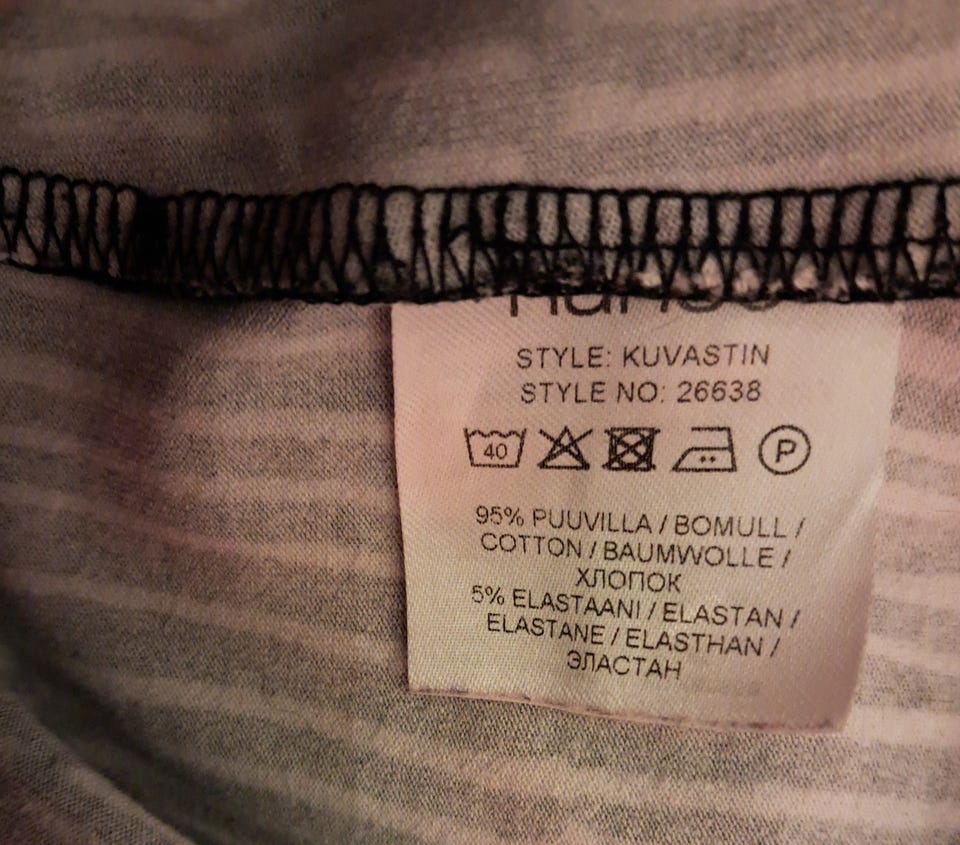 STYLE: KUVASTIN
STYLE NO: 26638
40 P
95% PUUVILLA / BOMULL /
COTTON / BAUMWOLLE /
ХЛОПОК
5% ELASTAANI / ELASTAN /
ELASTANE / ELASTHAN /
ЭЛАСТАН